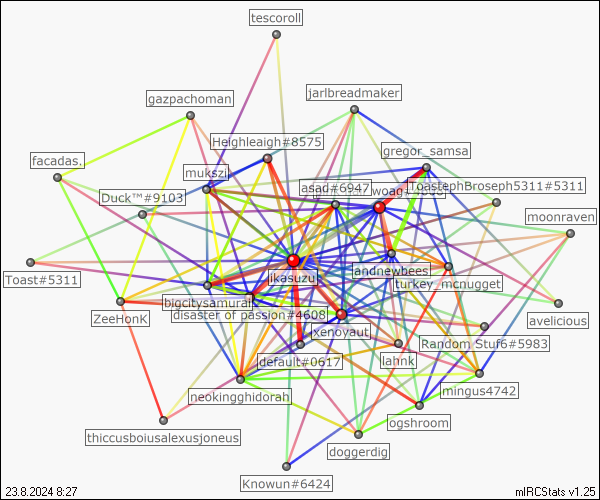 tescoroll
gazpachoman
jarlbreadmaker
Heighleaigh#8575
gregor_samsa
facadas.
mukszi
asad#6947
ToastephBroseph5311#5311
Duck™#9103
moonraven
Toast#5311
ikasuzu
andnewbees
turkey_mcnugget
bigcitysamurai
avelicious
ZeeHonK
disaster of passion#4608
xenoyaut
Random Stuf6#5983
default#0617
lahnk
mingus4742
neokingghidorah
ogshroom
thiccusboiusalexusjoneus
doggerdig
Knowun#6424
23.8.2024 8:27
mIRCStats v1.25